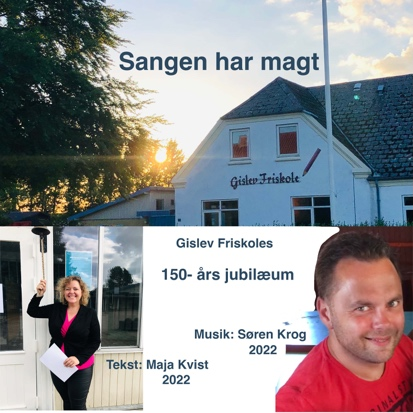 Sangen har magt
Gislev Friskole
Gislev Friskoles
150- års jubilæum
Musik: Søren Krog
2022
Tekst: Maja Kvist
2022